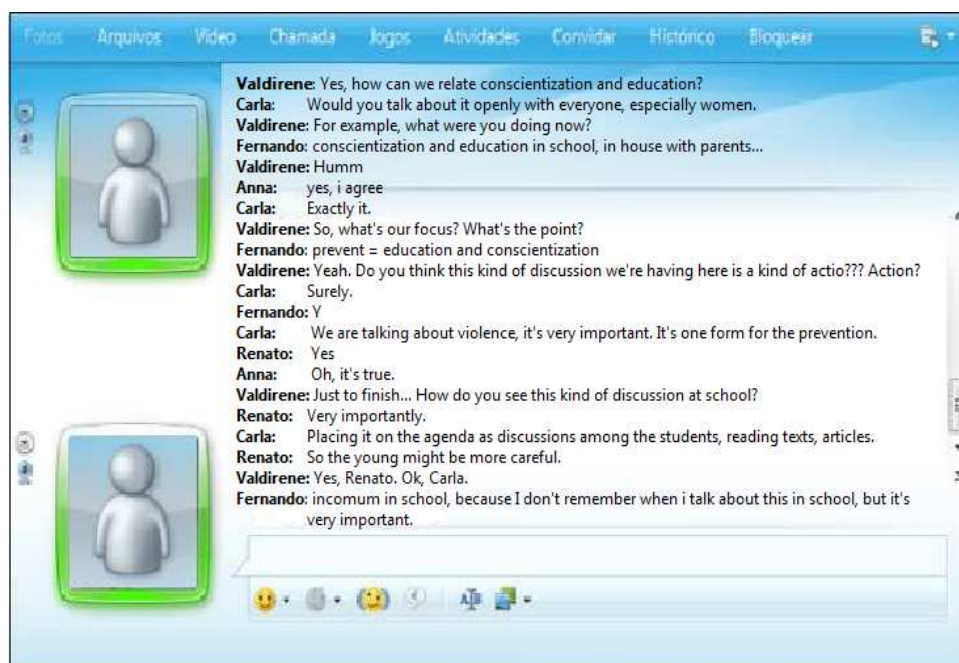 Fotos Arquivos Vídeo Chamada Jogos Atividades Convidar Histórico Bloquear
Valdirene: Yes, how can we relate conscientization and education?
Carla: Would you talk about it openly with everyone, especially women.
Valdirene: For example, what were you doing now?
Fernando: conscientization and education in school, in house with parents...
Valdirene: Humm
Anna: yes, i agree
Carla: Exactly it.
Valdirene: So, what's our focus? What's the point?
Fernando: prevent = education and conscientization
Valdirene: Yeah. Do you think this kind of discussion we're having here is a kind of actio??? Action?
Carla: Surely.
Fernando: Y
Carla: We are talking about violence, it's very important. It's one form for the prevention.
Renato: Yes
Anna: Oh, it's true.
Valdirene: Just to finish... How do you see this kind of discussion at school?
Renato: Very importantly.
Carla: Placing it on the agenda as discussions among the students, reading texts, articles.
Renato: So the young might be more careful.
Valdirene: Yes, Renato. Ok, Carla.
Fernando: incomum in school, because I don't remember when i talk about this in school, but it's
very important.